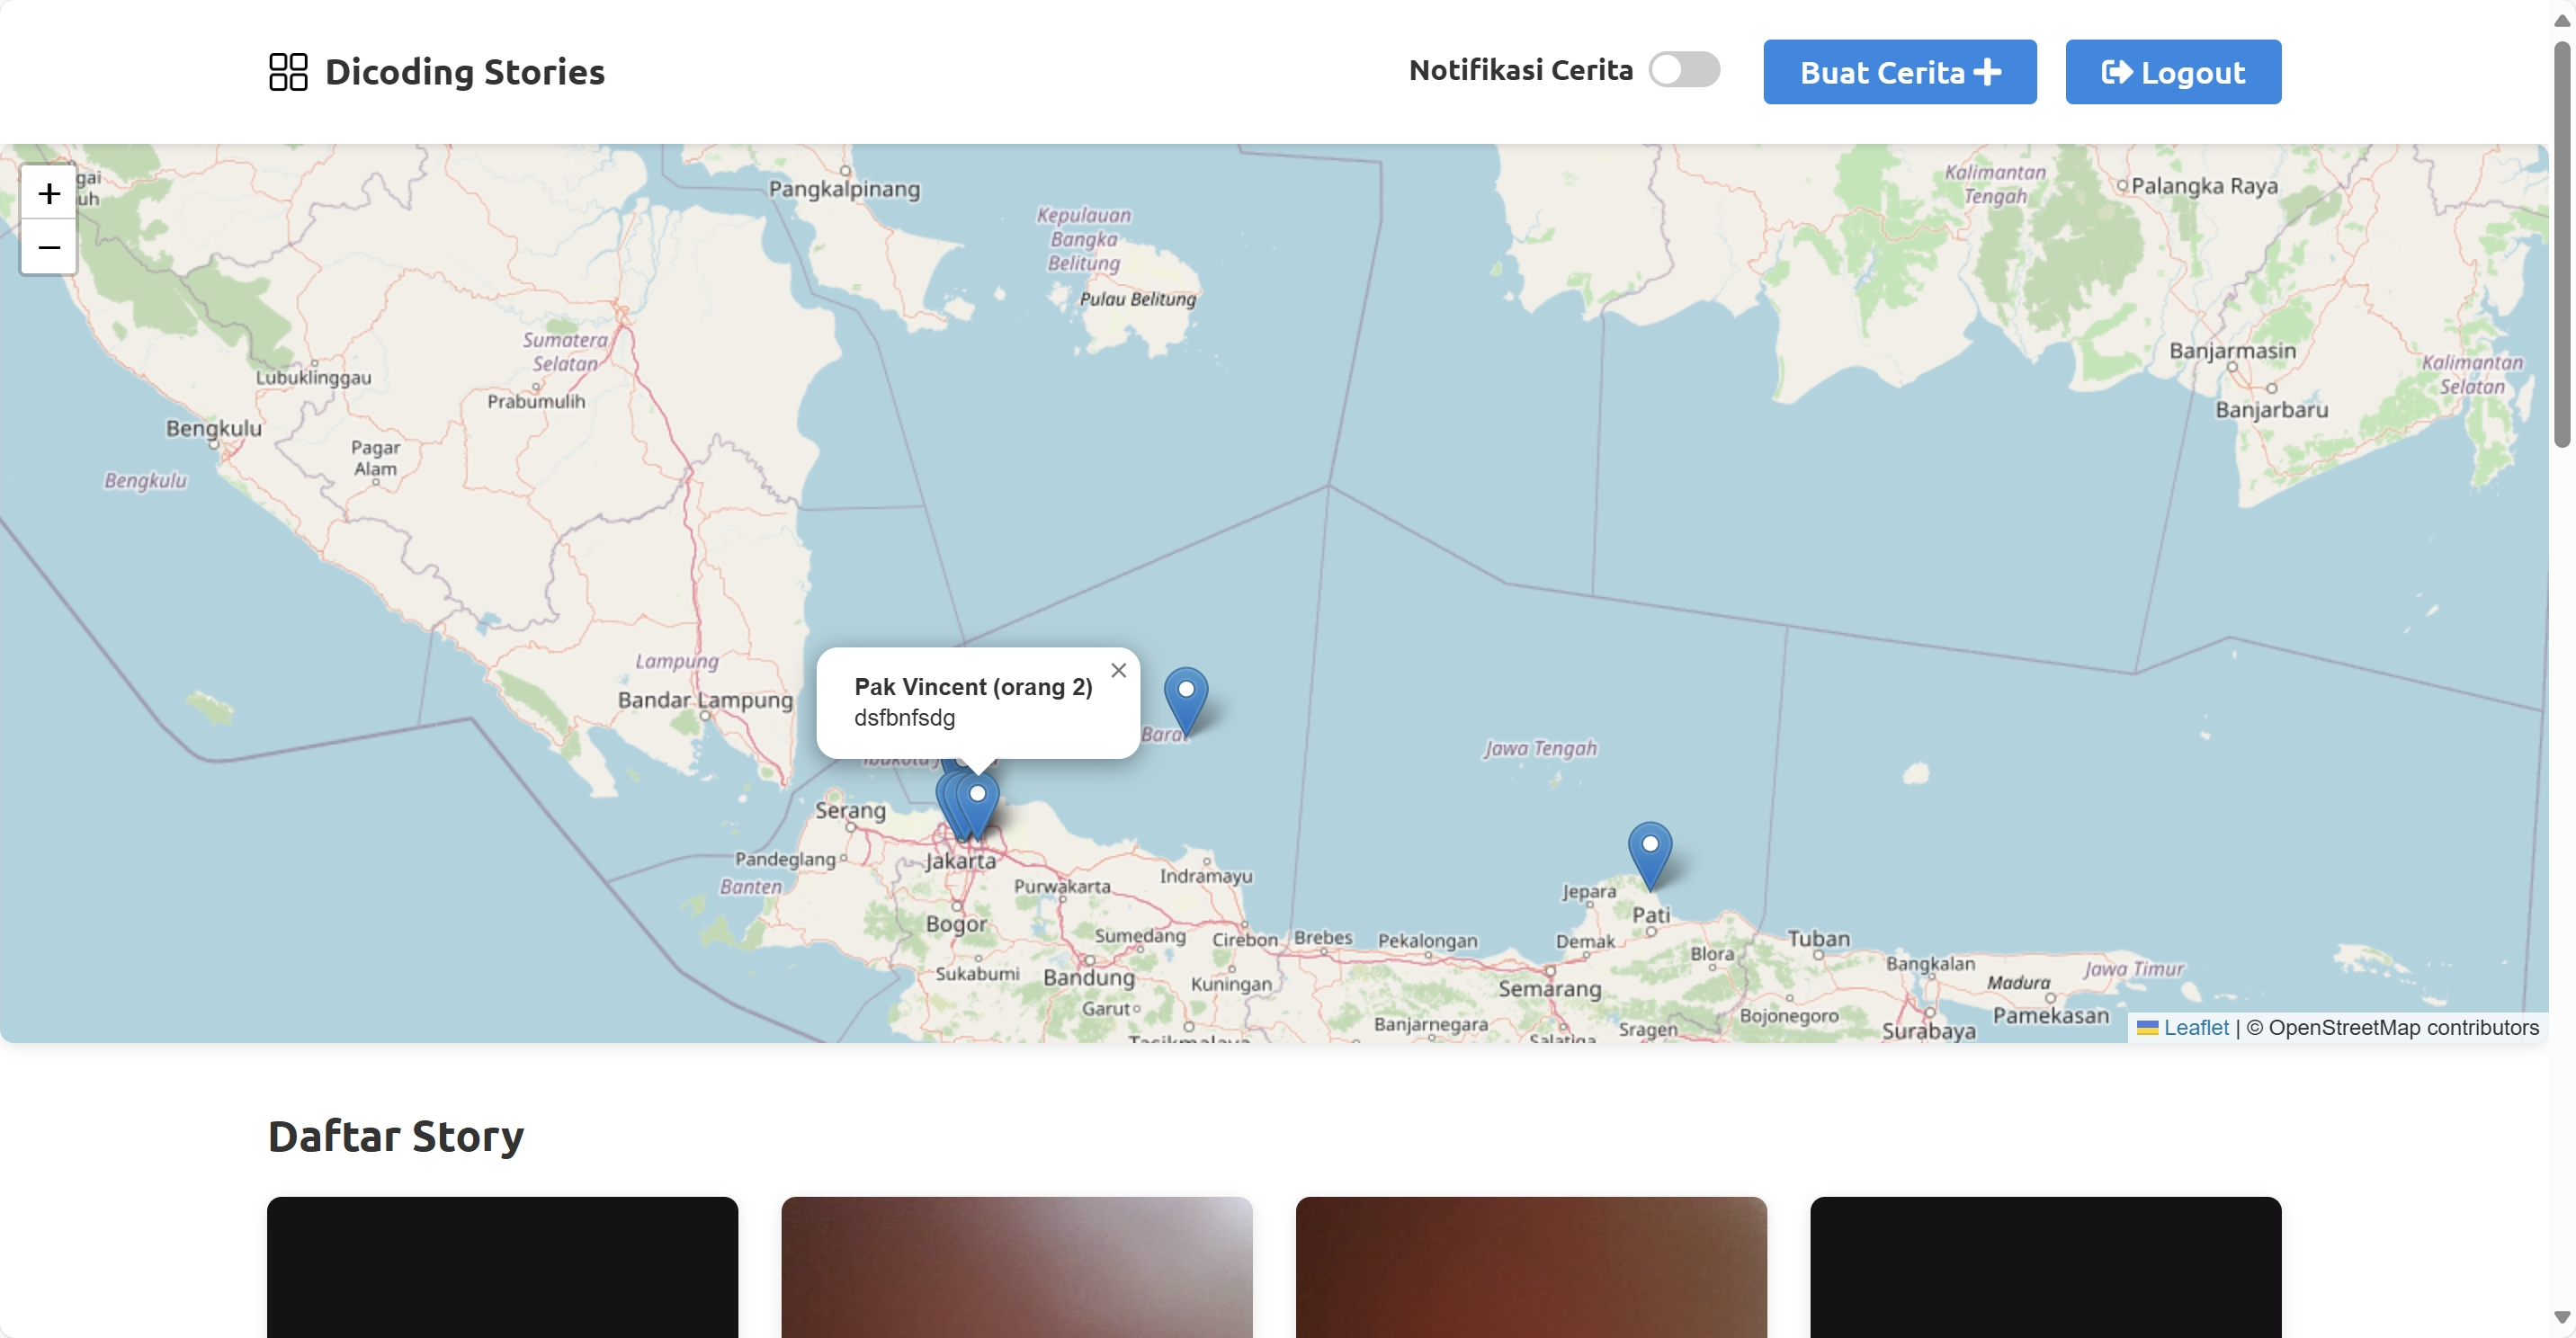 Dicoding Stories
Notifikasi Cerita
Buat Cerita
Logout
+
−
gai
uh
Pangkalpinang
Kepulauan
Bangka
Belitung
Pulau Belitung
Kalimantan
Tengah
Palangka Raya
Sumatera
Selatan
Lubuklinggau
Prabumulih
Banjarmasin
Kalimantan
Selatan
Banjarbaru
Bengkulu
Pagar
Alam
Bengkulu
Lampung
Bandar Lampung
Pak Vincent (orang 2)
dsfbnfsdg
×
Barat
Jawa Tengah
Serang
Pandeglang
Jakarta
Banten
Purwakarta
Indramayu
Jepara
Pati
Bogor
Sumedang
Cirebon
Brebes
Pekalongan
Demak
Blora
Tuban
Sukabumi
Bandung
Kuningan
Semarang
Bangkalan
Jawa Timur
Madura
Garut
Banjarnegara
Sragen
Bojonegoro
Pamekasan
Surabaya
Tasikmalaya
Salatiga
Leaflet | © OpenStreetMap contributors
Daftar Story